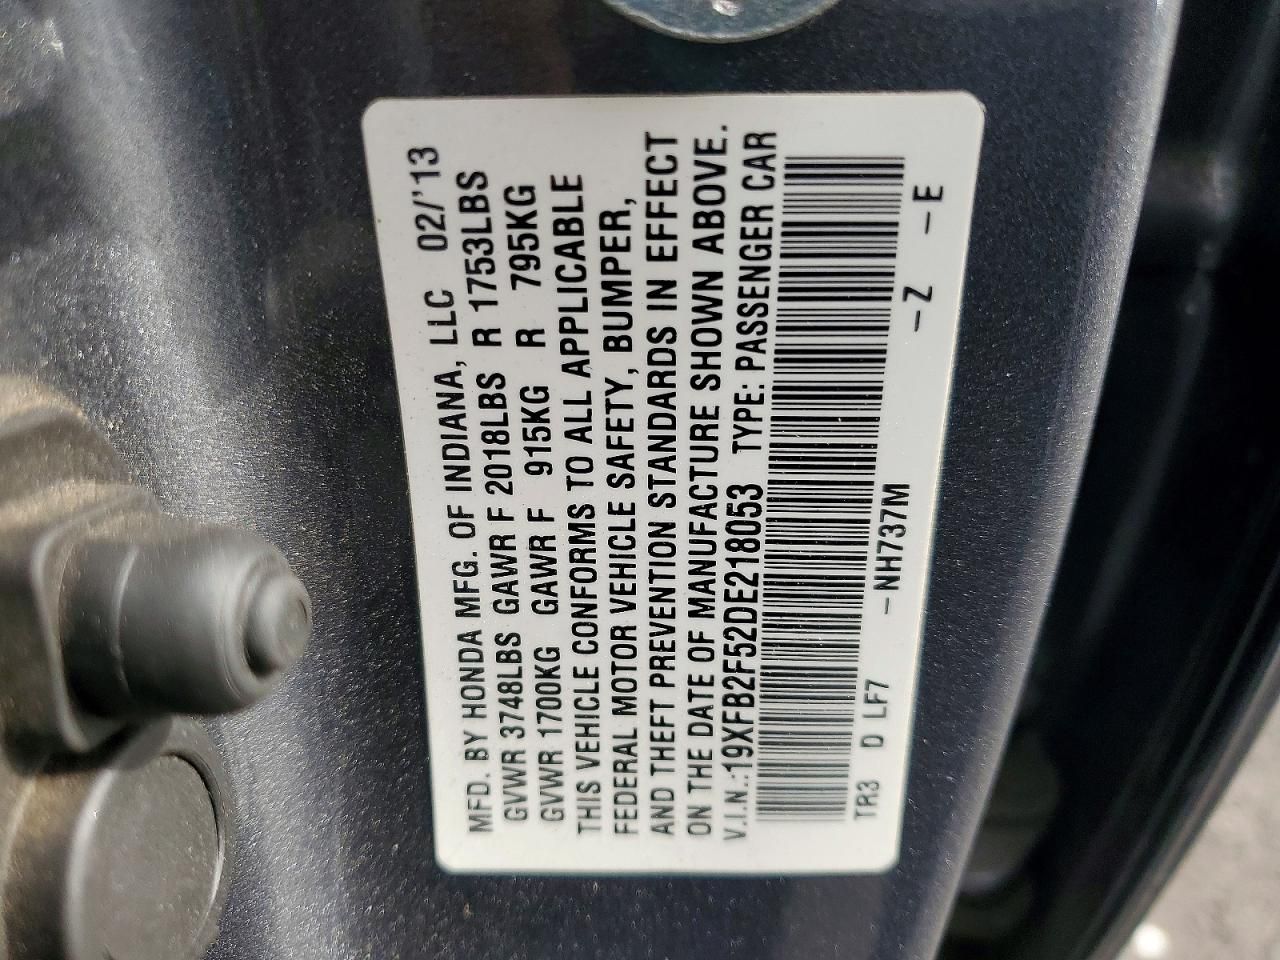 MFD. BY HONDA MFG. OF INDIANA, LLC 02/'13
GVWR 3748LBS GAWR F 2018LBS R 1753LBS
GVWR 1700KG GAWR F 915KG R 795KG
THIS VEHICLE CONFORMS TO ALL APPLICABLE
FEDERAL MOTOR VEHICLE SAFETY, BUMPER,
AND THEFT PREVENTION STANDARDS IN EFFECT
ON THE DATE OF MANUFACTURE SHOWN ABOVE.
V.I.N.:19XFB2F52DE218053 TYPE: PASSENGER CAR
TR3 D LF7 -NH737M -Z -E